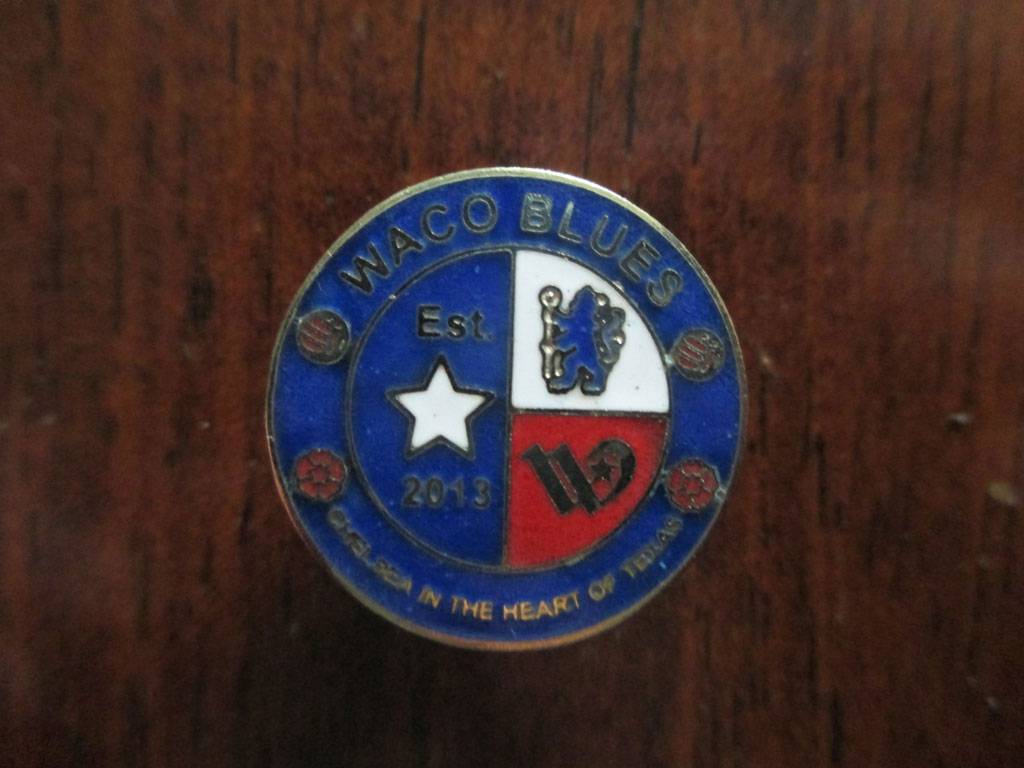 WACO BLUES
Est.
2013
CHELSEA IN THE HEART OF TEXAS